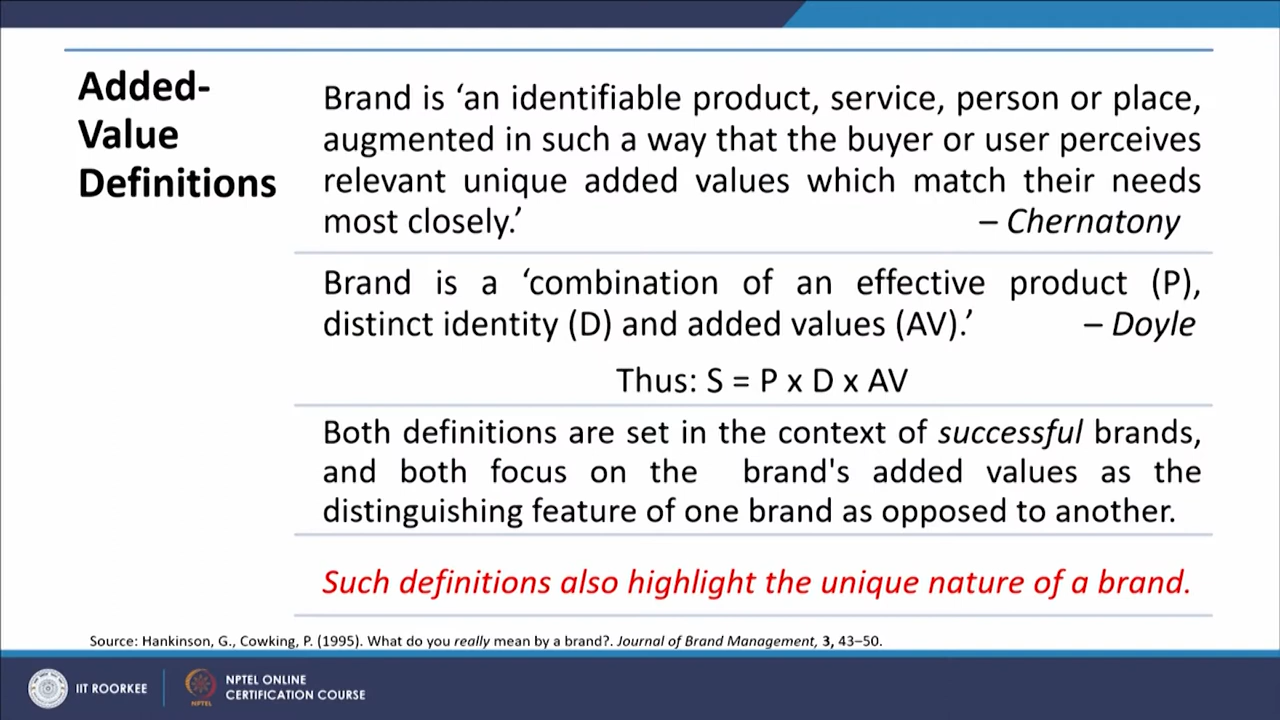 Added-
Value
Definitions
Brand is ‘an identifiable product, service, person or place,
augmented in such a way that the buyer or user perceives
relevant unique added values which match their needs
most closely.’ – Chernatony
Brand is a ‘combination of an effective product (P),
distinct identity (D) and added values (AV).’ – Doyle
Thus: S = P x D x AV
Both definitions are set in the context of successful brands,
and both focus on the brand's added values as the
distinguishing feature of one brand as opposed to another.
Such definitions also highlight the unique nature of a brand.
Source: Hankinson, G., Cowking, P. (1995). What do you really mean by a brand?. Journal of Brand Management, 3, 43–50.
IIT ROORKEE
NPTEL ONLINE
CERTIFICATION COURSE
NPTEL